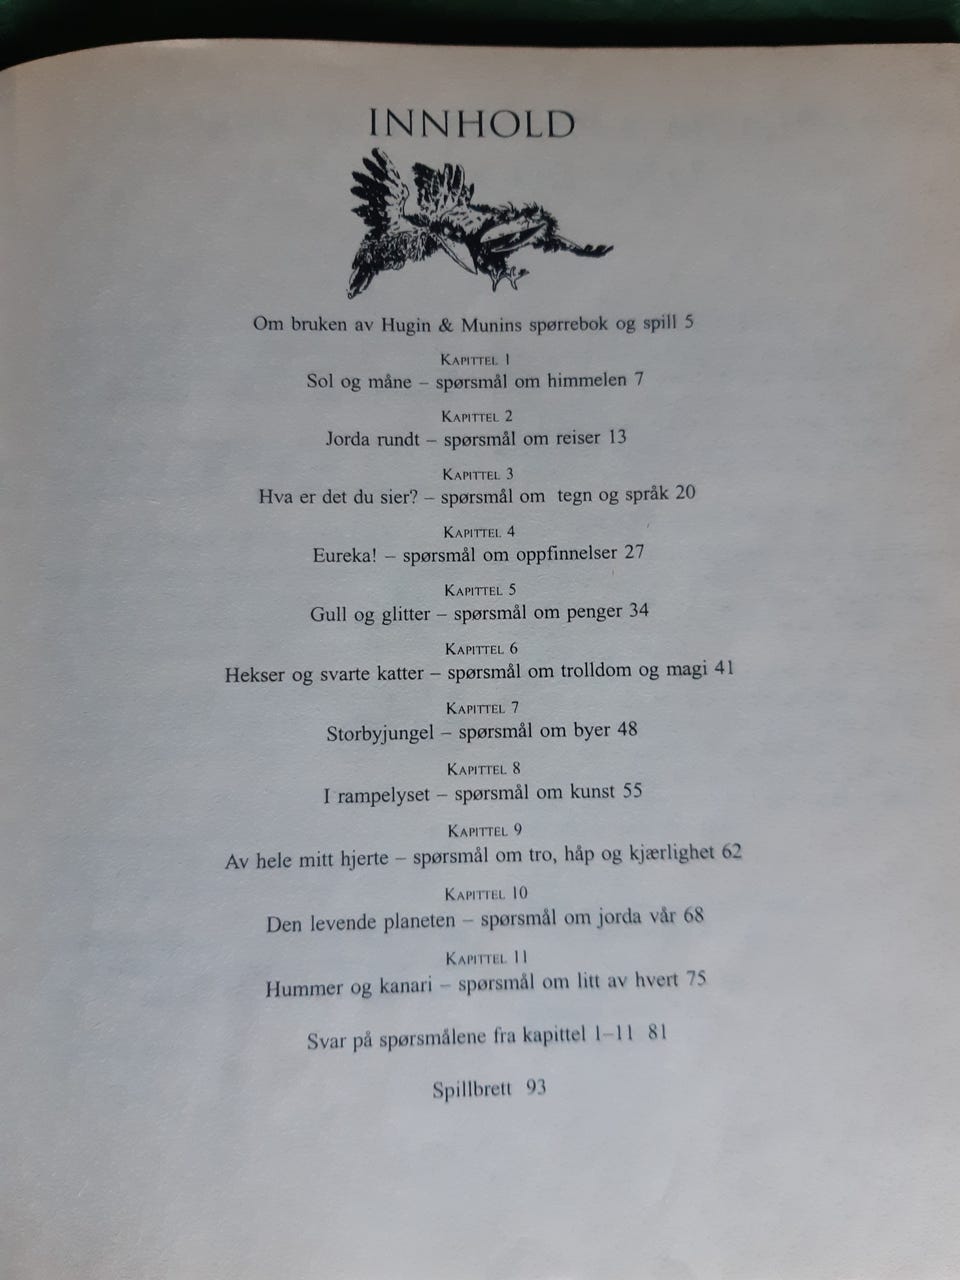 INNHOLD
Om bruken av Hugin & Munins spørrebok og spill 5
KAPITTEL 1
Sol og måne – spørsmål om himmelen 7
KAPITTEL 2
Jorda rundt – spørsmål om reiser 13
KAPITTEL 3
Hva er det du sier? – spørsmål om tegn og språk 20
KAPITTEL 4
Eureka! – spørsmål om oppfinnelser 27
KAPITTEL 5
Gull og glitter – spørsmål om penger 34
KAPITTEL 6
Hekser og svarte katter – spørsmål om trolldom og magi 41
KAPITTEL 7
Storbyjungel – spørsmål om byer 48
KAPITTEL 8
I rampelyset – spørsmål om kunst 55
KAPITTEL 9
Av hele mitt hjerte – spørsmål om tro, håp og kjærlighet 62
KAPITTEL 10
Den levende planeten – spørsmål om jorda vår 68
KAPITTEL 11
Hummer og kanari – spørsmål om litt av hvert 75
Svar på spørsmålene fra kapittel 1–11 81
Spillbrett 93